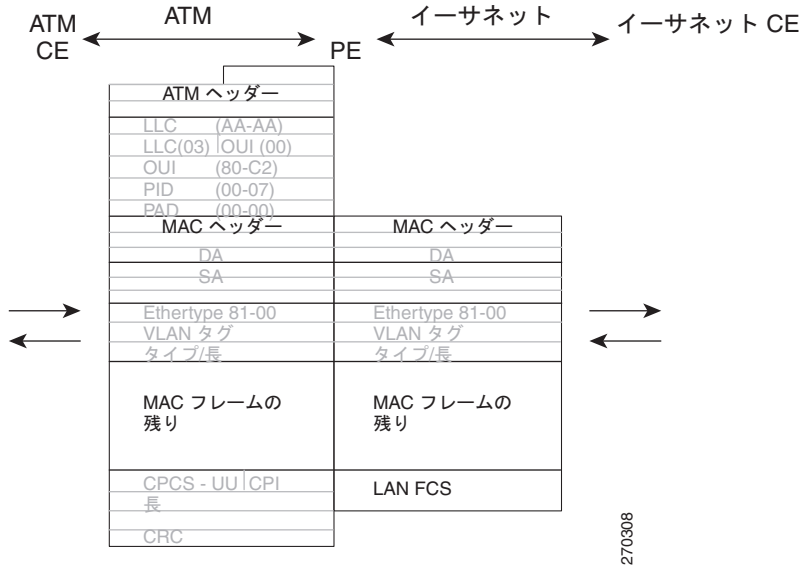 ATM
CE
ATM
PE
イーサネット
イーサネット CE
ATM ヘッダー
LLC (AA-AA)
LLC(03) OUI (00)
OUI (80-C2)
PID (00-07)
PAD (00-00)
MAC ヘッダー
DA
SA
Ethertype 81-00
VLAN タグ
タイプ/長
MAC フレームの
残り
CPCS - UU CPI
長
CRC
MAC ヘッダー
DA
SA
Ethertype 81-00
VLAN タグ
タイプ/長
MAC フレームの
残り
LAN FCS
270308